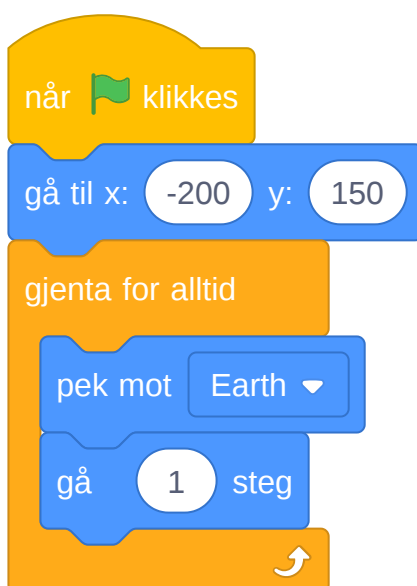 når klikkes
gå til x: -200 y: 150
gjenta for alltid
pek mot Earth
gå 1 steg